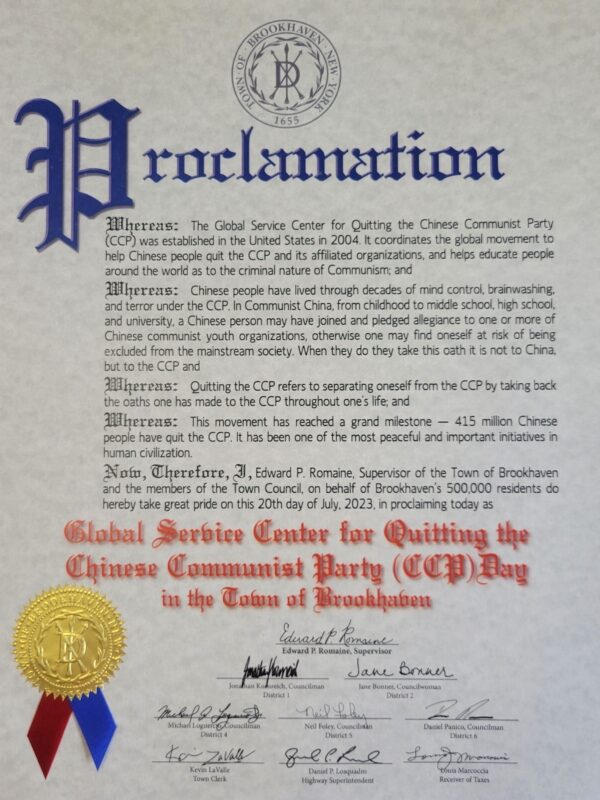 TOWN OF BROOKHAVEN NEW YORK
1655
Proclamation
Whereas: The Global Service Center for Quitting the Chinese Communist Party
(CCP) was established in the United States in 2004. It coordinates the global movement to
help Chinese people quit the CCP and its affiliated organizations, and helps educate people
around the world as to the criminal nature of Communism; and
Whereas: Chinese people have lived through decades of mind control, brainwashing,
and terror under the CCP. In Communist China, from childhood to middle school, high school,
and university, a Chinese person may have joined and pledged allegiance to one or more of
Chinese communist youth organizations, otherwise one may find oneself at risk of being
excluded from the mainstream society. When they do they take this oath it is not to China,
but to the CCP and
Whereas: Quitting the CCP refers to separating oneself from the CCP by taking back
the oaths one has made to the CCP throughout one's life; and
Whereas: This movement has reached a grand milestone — 415 million Chinese
people have quit the CCP. It has been one of the most peaceful and important initiatives in
human civilization.
Now, Therefore, I, Edward P. Romaine, Supervisor of the Town of Brookhaven
and the members of the Town Council, on behalf of Brookhaven's 500,000 residents do
hereby take great pride on this 20th day of July, 2023, in proclaiming today as
Global Service Center for Quitting the
Chinese Communist Party (CCP) Day
in the Town of Brookhaven
Edward P. Romaine
Edward P. Romaine, Supervisor
Jane Bonner
Jonathan Kornreich, Councilman
District 1
Jane Bonner, Councilwoman
District 2
Neil Foley
Michael Loguercio, Councilman
District 4
Neil Foley, Councilman
District 5
Daniel Panico, Councilman
District 6
Kevin LaValle
Kevin LaValle
Town Clerk
Daniel P. Losquadro
Highway Superintendent
Louis Marcoccia
Receiver of Taxes